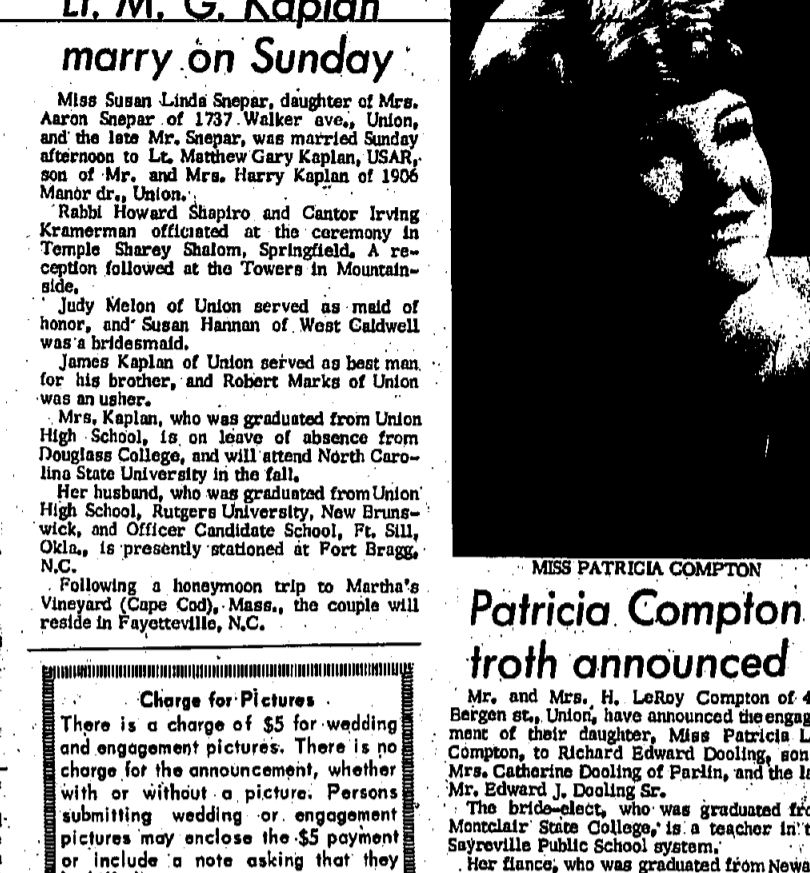 Lt. M. G. Kaplan
marry on Sunday
Miss Susan Linda Snepar, daughter of Mrs.
Aaron Snepar of 1737 Walker ave., Union,
and the late Mr. Snepar, was married Sunday
afternoon to Lt. Matthew Gary Kaplan, USAR,
son of Mr. and Mrs. Harry Kaplan of 1906
Manor dr., Union.
Rabbi Howard Shapiro and Cantor Irving
Kramerman officiated at the ceremony in
Temple Sharey Shalom, Springfield. A re-
ception followed at the Towers in Mountain-
side.
Judy Melon of Union served as maid of
honor, and Susan Hannan of West Caldwell
was a bridesmaid.
James Kaplan of Union served as best man
for his brother, and Robert Marks of Union
was an usher.
Mrs. Kaplan, who was graduated from Union
High School, is on leave of absence from
Douglass College, and will attend North Caro-
lina State University in the fall.
Her husband, who was graduated from Union
High School, Rutgers University, New Bruns-
wick, and Officer Candidate School, Ft. Sill,
Okla., is presently stationed at Fort Bragg,
N.C.
Following a honeymoon trip to Martha's
Vineyard (Cape Cod), Mass., the couple will
reside in Fayetteville, N.C.
Charge for Pictures
There is a charge of $5 for wedding
and engagement pictures. There is no
charge for the announcement, whether
with or without a picture. Persons
submitting wedding or engagement
pictures may enclose the $5 payment
or include a note asking that they
MISS PATRICIA COMPTON
Patricia Compton
troth announced
Mr. and Mrs. H. LeRoy Compton of 4
Bergen st., Union, have announced the engag
ment of their daughter, Miss Patricia L
Compton, to Richard Edward Dooling, son
Mrs. Catherine Dooling of Parlin, and the la
Mr. Edward J. Dooling Sr.
The bride-elect, who was graduated fro
Montclair State College, is a teacher in t
Sayreville Public School system.
Her fiance, who was graduated from Newa